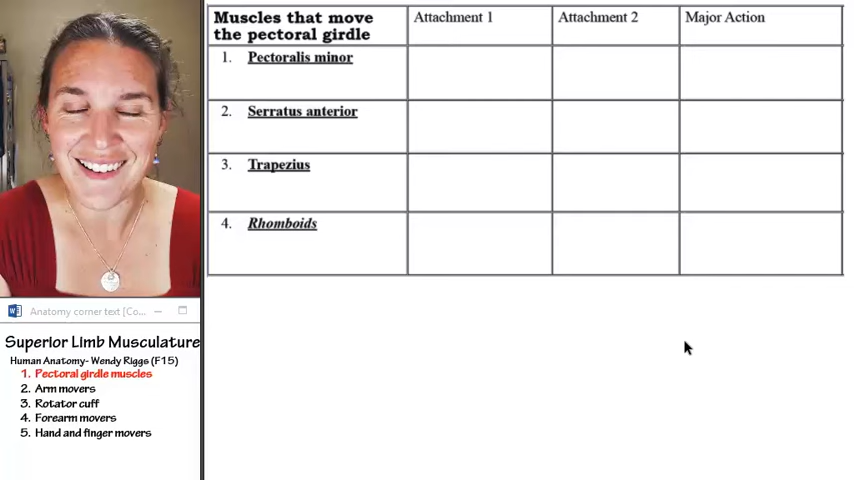 Muscles that move
the pectoral girdle
Attachment 1
Attachment 2
Major Action
1. Pectoralis minor
2. Serratus anterior
3. Trapezius
4. Rhomboids
Anatomy corner text [Co...
Superior Limb Musculature
Human Anatomy- Wendy Riggs (F15)
1. Pectoral girdle muscles
2. Arm movers
3. Rotator cuff
4. Forearm movers
5. Hand and finger movers